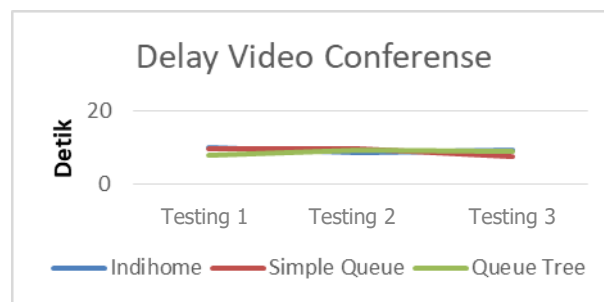 Delay Video Conferense
Detik
20
0
Testing 1 Testing 2 Testing 3
Indihome Simple Queue Queue Tree